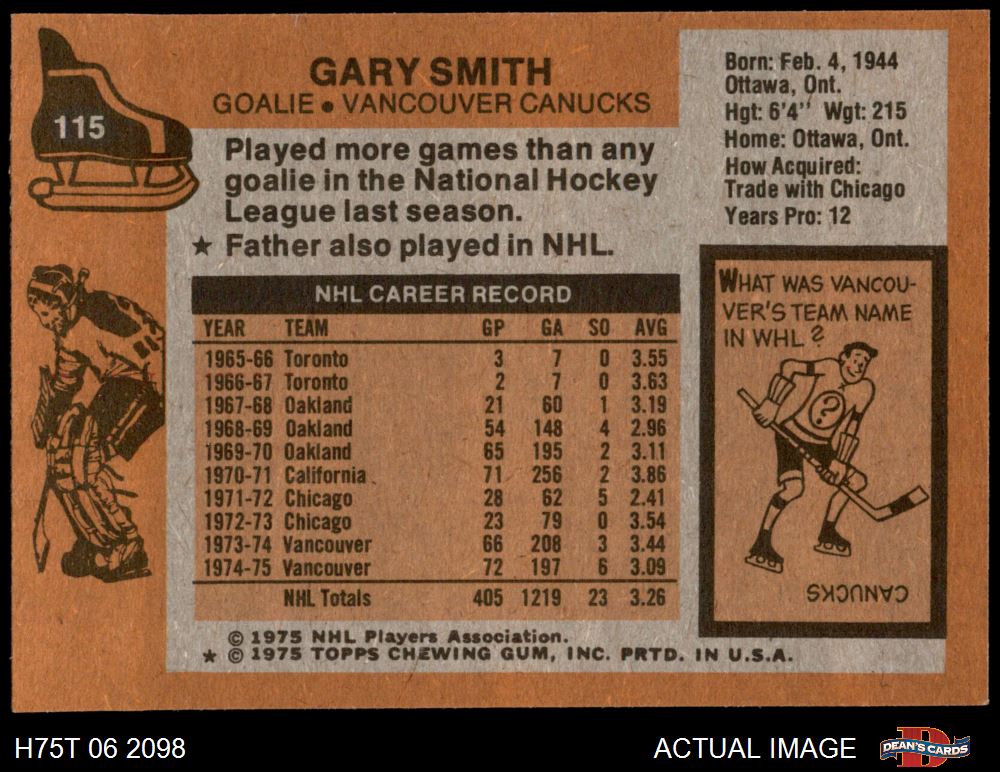 115
GARY SMITH
GOALIE • VANCOUVER CANUCKS
Played more games than any
goalie in the National Hockey
League last season.
★ Father also played in NHL.
NHL CAREER RECORD
YEAR TEAM GP GA SO AVG
1965-66 Toronto 3 7 0 3.55
1966-67 Toronto 2 7 0 3.63
1967-68 Oakland 21 60 1 3.19
1968-69 Oakland 54 148 4 2.96
1969-70 Oakland 65 195 2 3.11
1970-71 California 71 256 2 3.86
1971-72 Chicago 28 62 5 2.41
1972-73 Chicago 23 79 0 3.54
1973-74 Vancouver 66 208 3 3.44
1974-75 Vancouver 72 197 6 3.09
NHL Totals 405 1219 23 3.26
© 1975 NHL Players Association.
★ © 1975 TOPPS CHEWING GUM, INC. PRTD. IN U.S.A.
Born: Feb. 4, 1944
Ottawa, Ont.
Hgt: 6'4" Wgt: 215
Home: Ottawa, Ont.
How Acquired:
Trade with Chicago
Years Pro: 12
WHAT WAS VANCOU-
VER'S TEAM NAME
IN WHL?
?
CANUCKS
H75T 06 2098
ACTUAL IMAGE
DEAN'S CARDS